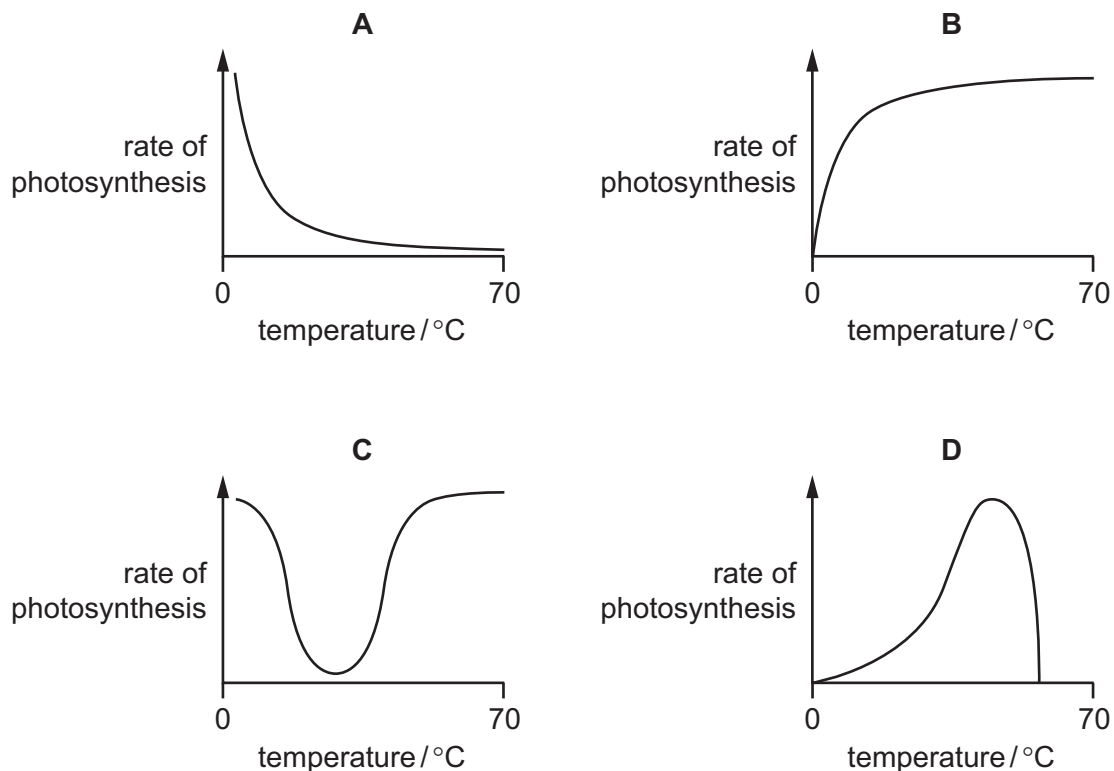 A
rate of
photosynthesis
0
70
temperature / °C
B
rate of
photosynthesis
0
70
temperature / °C
C
rate of
photosynthesis
0
70
temperature / °C
D
rate of
photosynthesis
0
70
temperature / °C